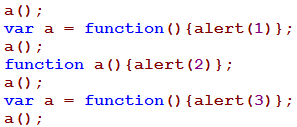 a();
var a = function(){alert(1)};
a();
function a(){alert(2)};
a();
var a = function(){alert(3)};
a();